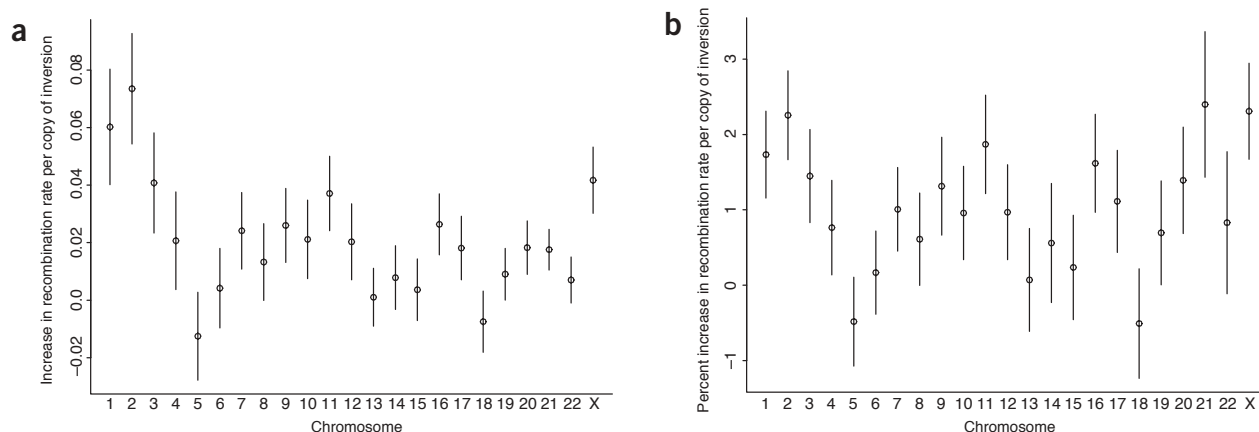 a
Increase in recombination rate per copy of inversion
0.08
0.06
0.04
0.02
0.0
−0.02
1 2 3 4 5 6 7 8 9 10 11 12 13 14 15 16 17 18 19 20 21 22 X
Chromosome
b
Percent increase in recombination rate per copy of inversion
3
2
1
0
−1
1 2 3 4 5 6 7 8 9 10 11 12 13 14 15 16 17 18 19 20 21 22 X
Chromosome